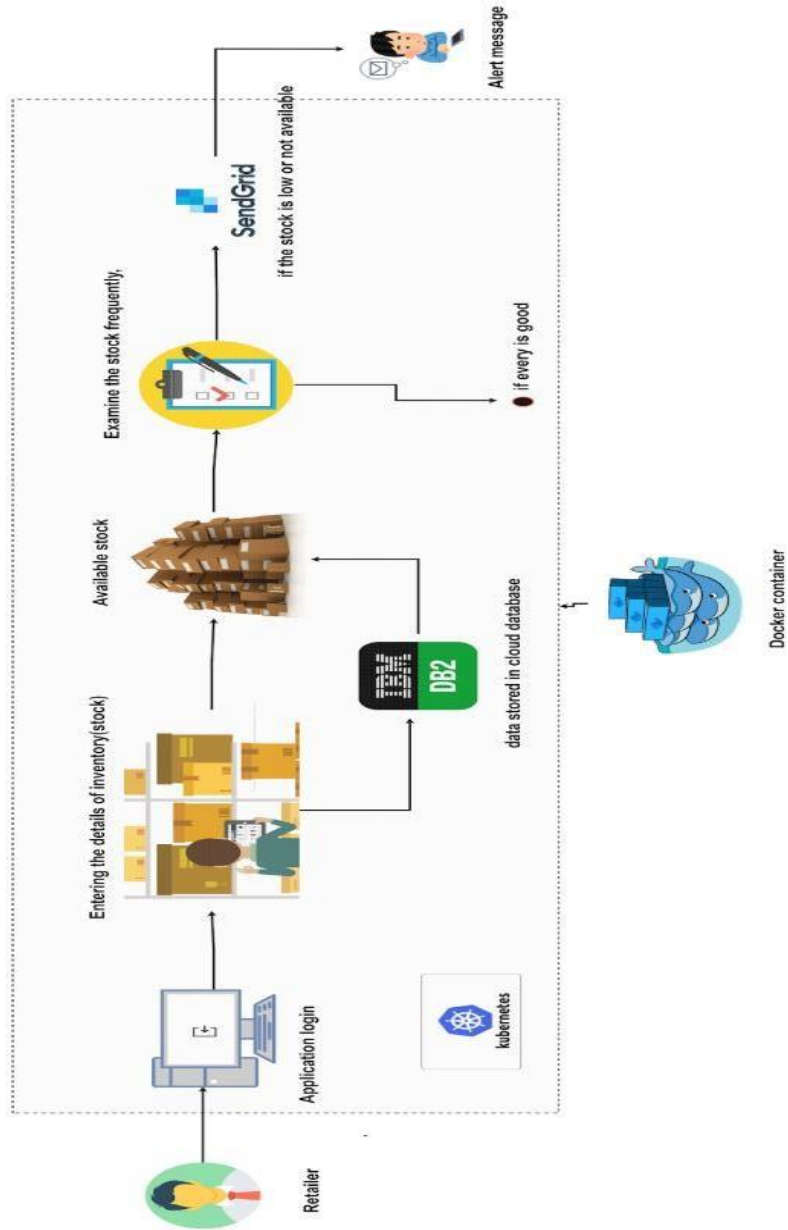 Retailer
Application login
Entering the details of inventory(stock)
Available stock
Examine the stock frequently,
SendGrid
if the stock is low or not available
Alert message
IBM
DB2
data stored in cloud database
if every is good
kubernetes
Docker container